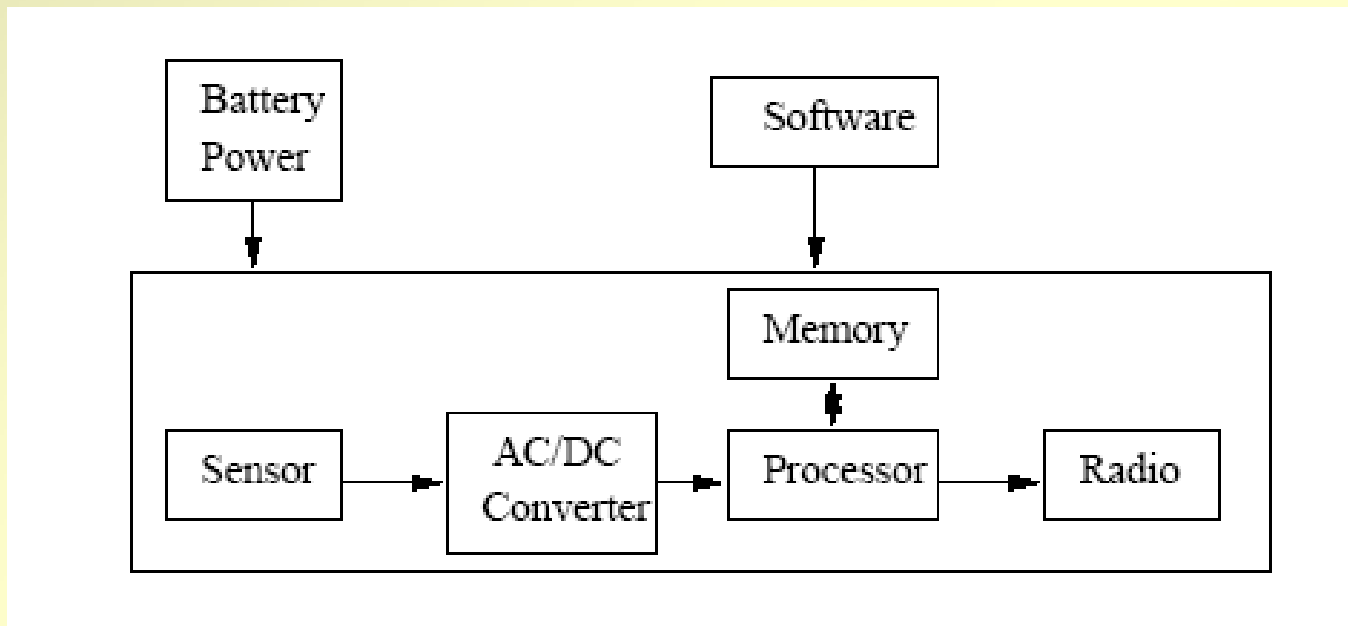 Battery
Power
Software
Memory
Sensor
AC/DC
Converter
Processor
Radio